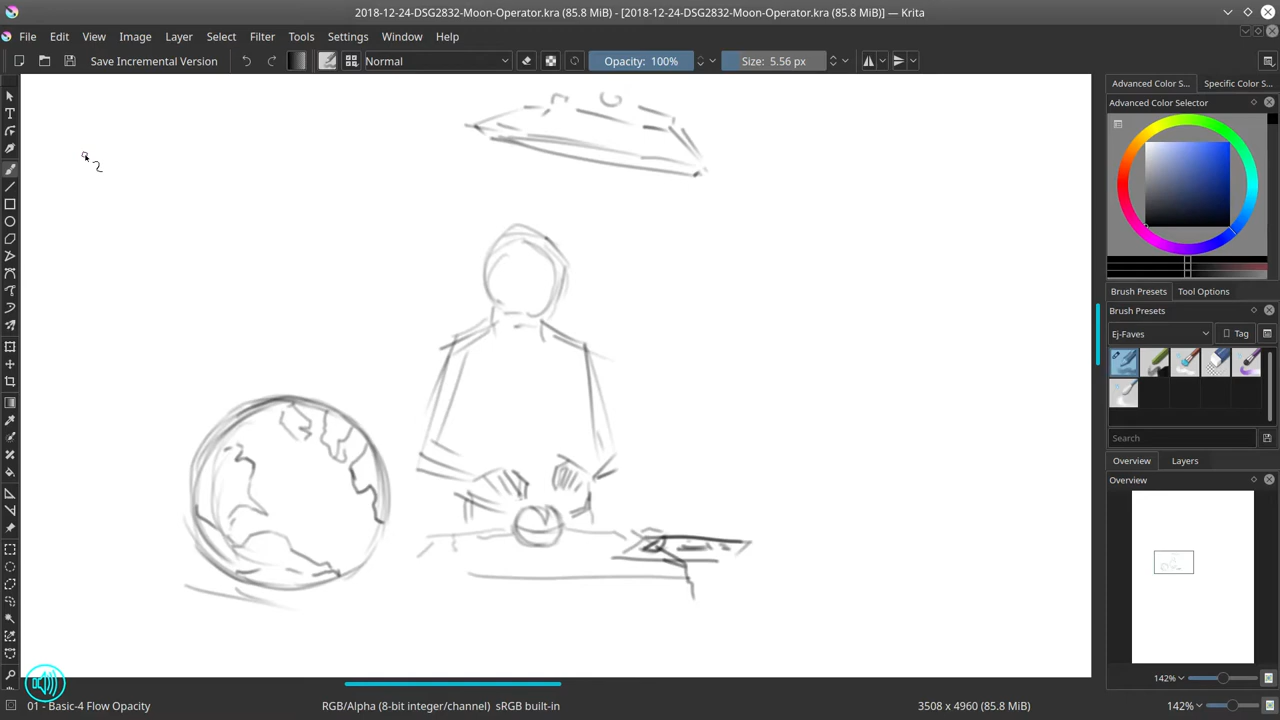 2018-12-24-DSG2832-Moon-Operator.kra (85.8 MiB) - [2018-12-24-DSG2832-Moon-Operator.kra (85.8 MiB)] — Krita
File Edit View Image Layer Select Filter Tools Settings Window Help
Save Incremental Version Normal Opacity: 100% Size: 5.56 px
Advanced Color S... Specific Color S...
Advanced Color Selector
Brush Presets Tool Options
Brush Presets
Ej-Faves Tag
Search
Overview Layers
Overview
142%
01 - Basic-4 Flow Opacity RGB/Alpha (8-bit integer/channel) sRGB built-in 3508 x 4960 (85.8 MiB) 142%